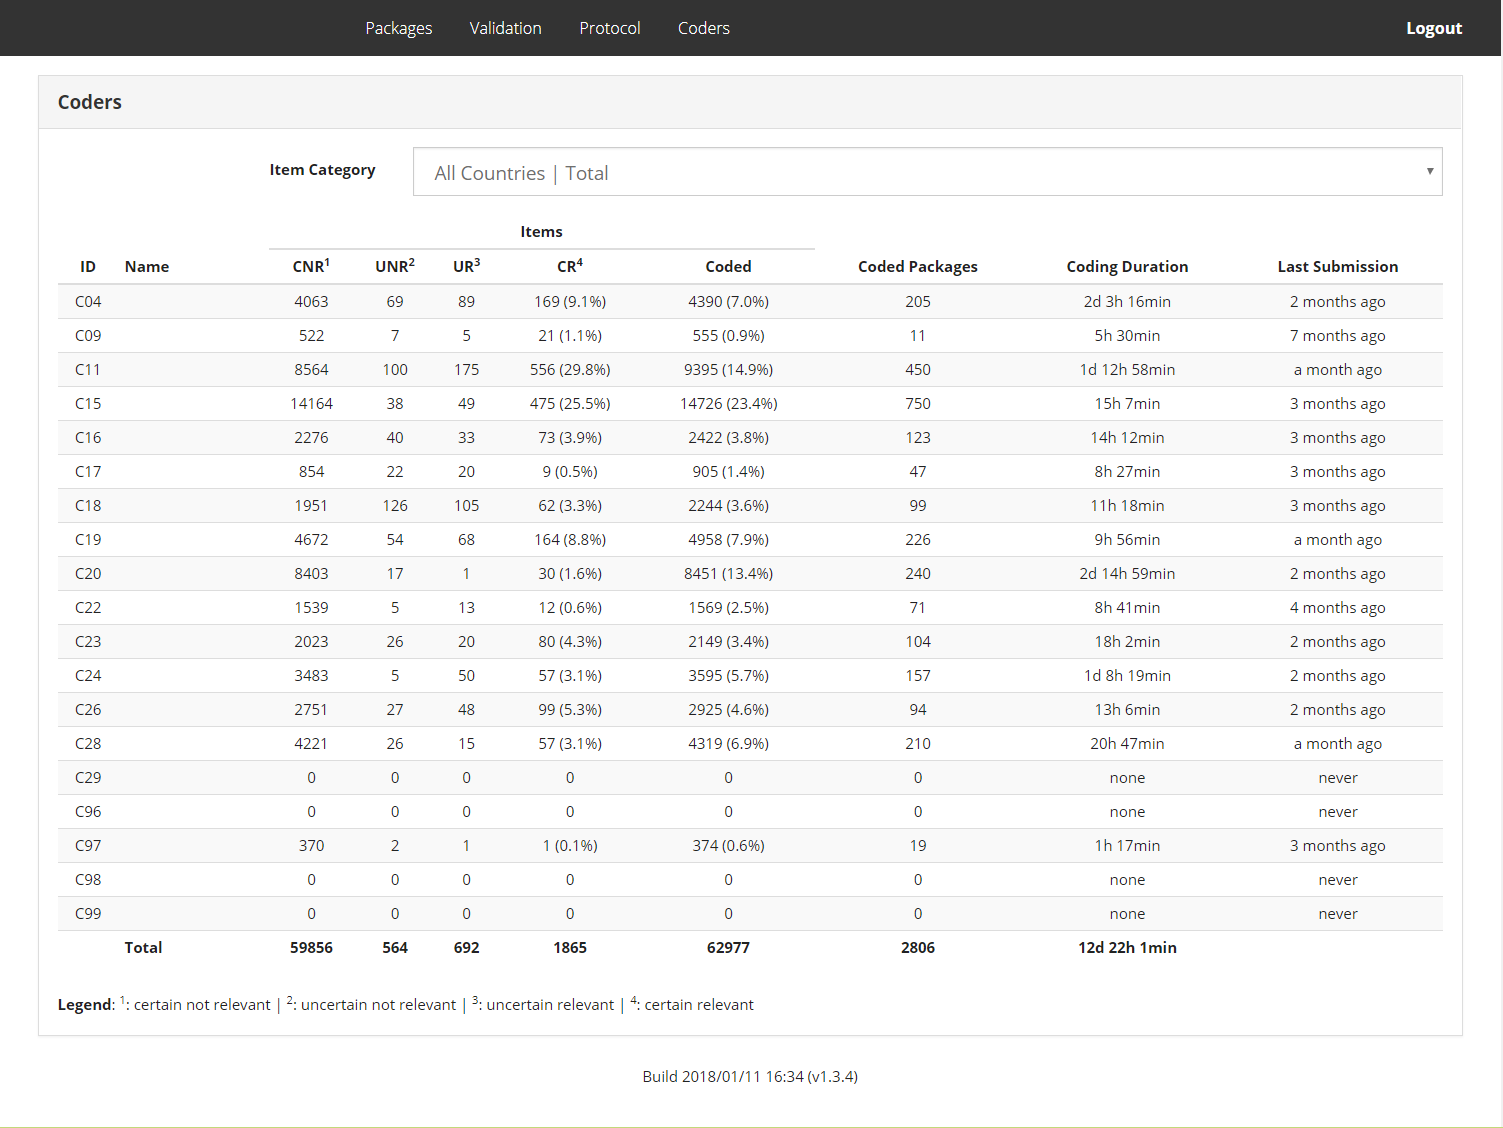 Packages Validation Protocol Coders Logout
Coders
Item Category All Countries | Total ▾
Items
ID Name CNR1 UNR2 UR3 CR4 Coded Coded Packages Coding Duration Last Submission
C04 4063 69 89 169 (9.1%) 4390 (7.0%) 205 2d 3h 16min 2 months ago
C09 522 7 5 21 (1.1%) 555 (0.9%) 11 5h 30min 7 months ago
C11 8564 100 175 556 (29.8%) 9395 (14.9%) 450 1d 12h 58min a month ago
C15 14164 38 49 475 (25.5%) 14726 (23.4%) 750 15h 7min 3 months ago
C16 2276 40 33 73 (3.9%) 2422 (3.8%) 123 14h 12min 3 months ago
C17 854 22 20 9 (0.5%) 905 (1.4%) 47 8h 27min 3 months ago
C18 1951 126 105 62 (3.3%) 2244 (3.6%) 99 11h 18min 3 months ago
C19 4672 54 68 164 (8.8%) 4958 (7.9%) 226 9h 56min a month ago
C20 8403 17 1 30 (1.6%) 8451 (13.4%) 240 2d 14h 59min 2 months ago
C22 1539 5 13 12 (0.6%) 1569 (2.5%) 71 8h 41min 4 months ago
C23 2023 26 20 80 (4.3%) 2149 (3.4%) 104 18h 2min 2 months ago
C24 3483 5 50 57 (3.1%) 3595 (5.7%) 157 1d 8h 19min 2 months ago
C26 2751 27 48 99 (5.3%) 2925 (4.6%) 94 13h 6min 2 months ago
C28 4221 26 15 57 (3.1%) 4319 (6.9%) 210 20h 47min a month ago
C29 0 0 0 0 0 0 none never
C96 0 0 0 0 0 0 none never
C97 370 2 1 1 (0.1%) 374 (0.6%) 19 1h 17min 3 months ago
C98 0 0 0 0 0 0 none never
C99 0 0 0 0 0 0 none never
Total 59856 564 692 1865 62977 2806 12d 22h 1min
Legend: 1: certain not relevant | 2: uncertain not relevant | 3: uncertain relevant | 4: certain relevant
Build 2018/01/11 16:34 (v1.3.4)